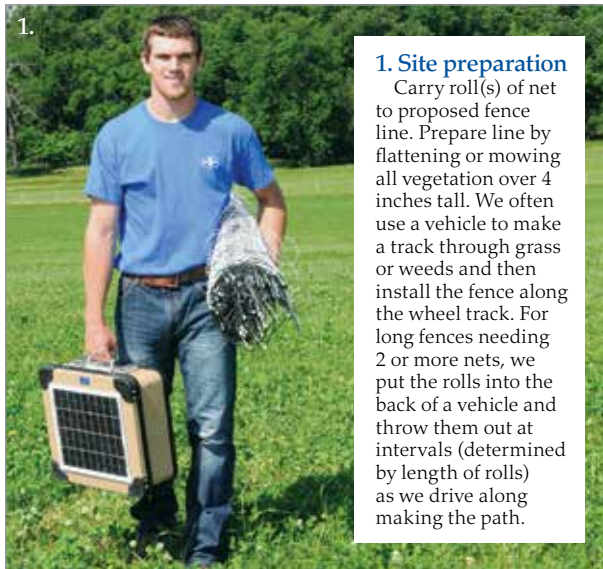 1.
1. Site preparation
Carry roll(s) of net
to proposed fence
line. Prepare line by
flattening or mowing
all vegetation over 4
inches tall. We often
use a vehicle to make
a track through grass
or weeds and then
install the fence along
the wheel track. For
long fences needing
2 or more nets, we
put the rolls into the
back of a vehicle and
throw them out at
intervals (determined
by length of rolls)
as we drive along
making the path.